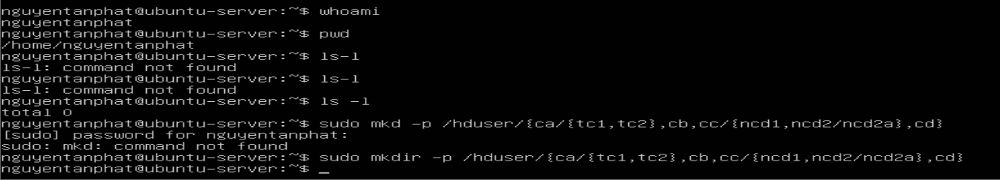 nguyentanphat@ubuntu-server:~$ whoami
nguyentanphat
nguyentanphat@ubuntu-server:~$ pwd
/home/nguyentanphat
nguyentanphat@ubuntu-server:~$ ls-l
ls-l: command not found
nguyentanphat@ubuntu-server:~$ ls-l
ls-l: command not found
nguyentanphat@ubuntu-server:~$ ls -l
total 0
nguyentanphat@ubuntu-server:~$ sudo mkd -p /hduser/{ca/{tc1,tc2},cb,cc/{ncd1,ncd2/ncd2a},cd}
[sudo] password for nguyentanphat:
sudo: mkd: command not found
nguyentanphat@ubuntu-server:~$ sudo mkdir -p /hduser/{ca/{tc1,tc2},cb,cc/{ncd1,ncd2/ncd2a},cd}
nguyentanphat@ubuntu-server:~$ _